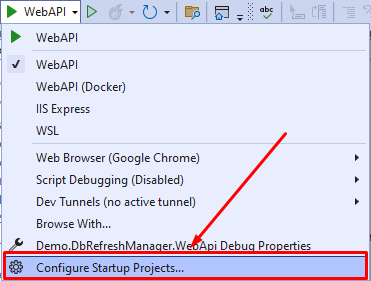 WebAPI
abc
WebAPI
WebAPI
WebAPI (Docker)
IIS Express
WSL
Web Browser (Google Chrome)
Script Debugging (Disabled)
Dev Tunnels (no active tunnel)
Browse With...
Demo.DbRefreshManager.WebApi Debug Properties
Configure Startup Projects...